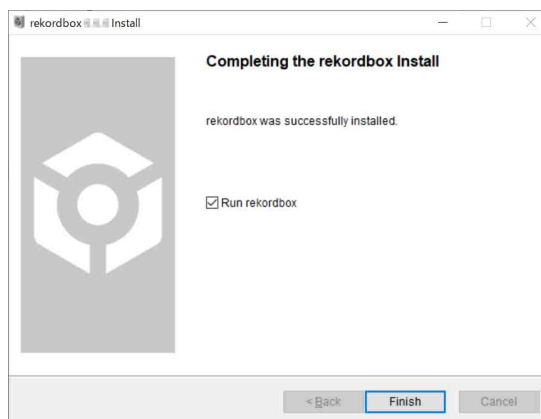 rekordbox Install
Completing the rekordbox Install
rekordbox was successfully installed.
Run rekordbox
< Back
Finish
Cancel